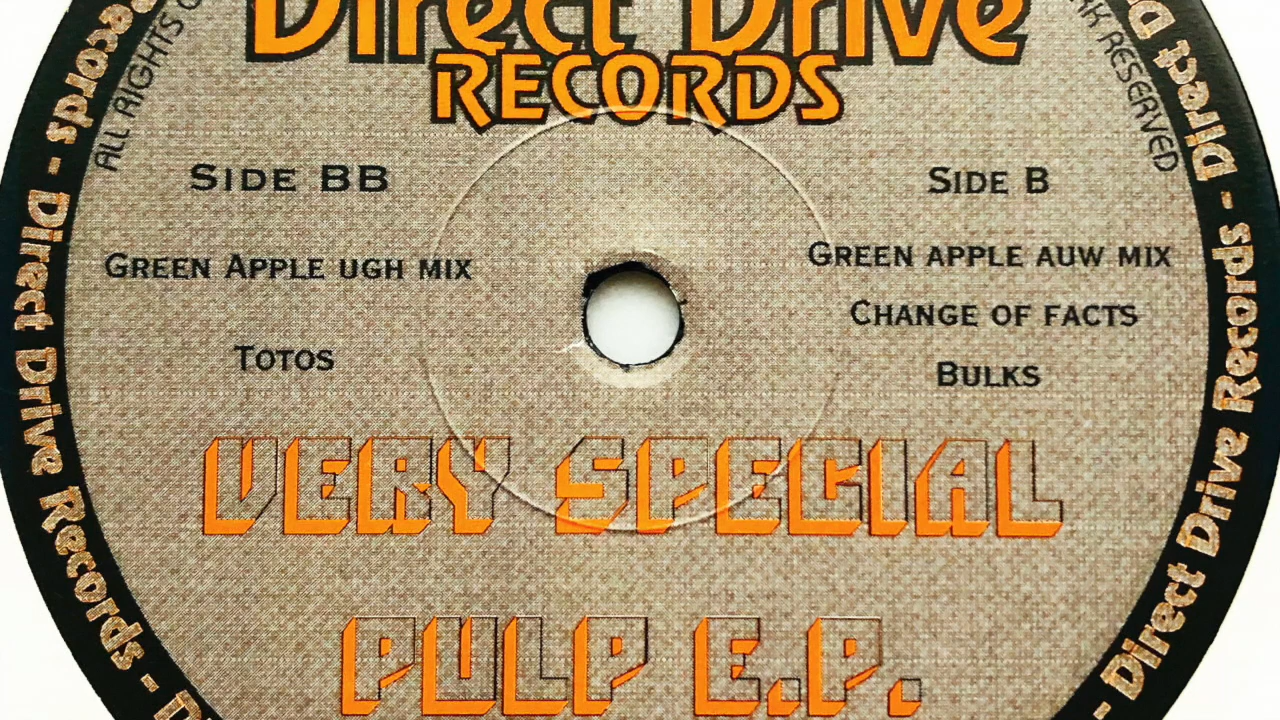 Direct Drive
RECORDS
ALL RIGHTS
RESERVED
SIDE BB
GREEN APPLE UGH MIX
TOTOS
SIDE B
GREEN APPLE AUW MIX
CHANGE OF FACTS
BULKS
VERY SPECIAL
PULP E.P.
Records - Direct Drive Records -
Direct Drive Records - Direct Drive Records -